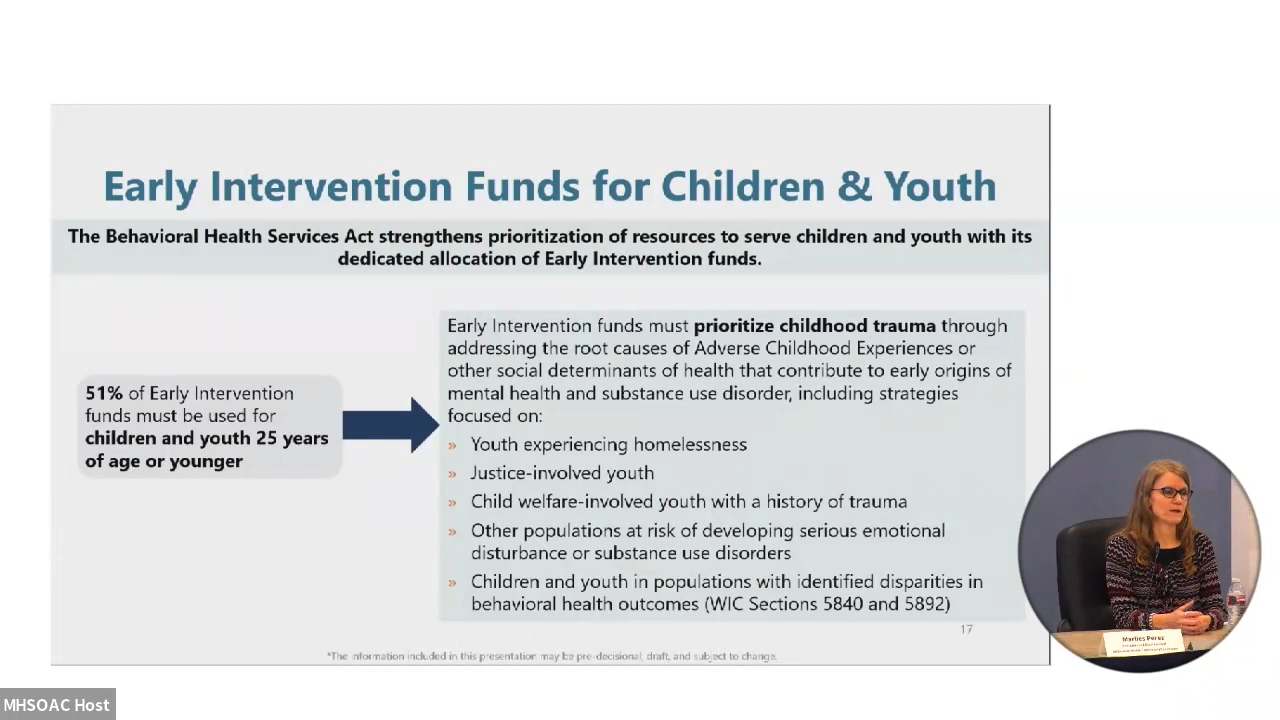 Early Intervention Funds for Children & Youth
The Behavioral Health Services Act strengthens prioritization of resources to serve children and youth with its
dedicated allocation of Early Intervention funds.
51% of Early Intervention
funds must be used for
children and youth 25 years
of age or younger
Early Intervention funds must prioritize childhood trauma through
addressing the root causes of Adverse Childhood Experiences or
other social determinants of health that contribute to early origins of
mental health and substance use disorder, including strategies
focused on:
» Youth experiencing homelessness
» Justice-involved youth
» Child welfare-involved youth with a history of trauma
» Other populations at risk of developing serious emotional
disturbance or substance use disorders
» Children and youth in populations with identified disparities in
behavioral health outcomes (WIC Sections 5840 and 5892)
17
*The information included in this presentation may be pre-decisional, draft, and subject to change.
Marlies Perez
MHSOAC Host